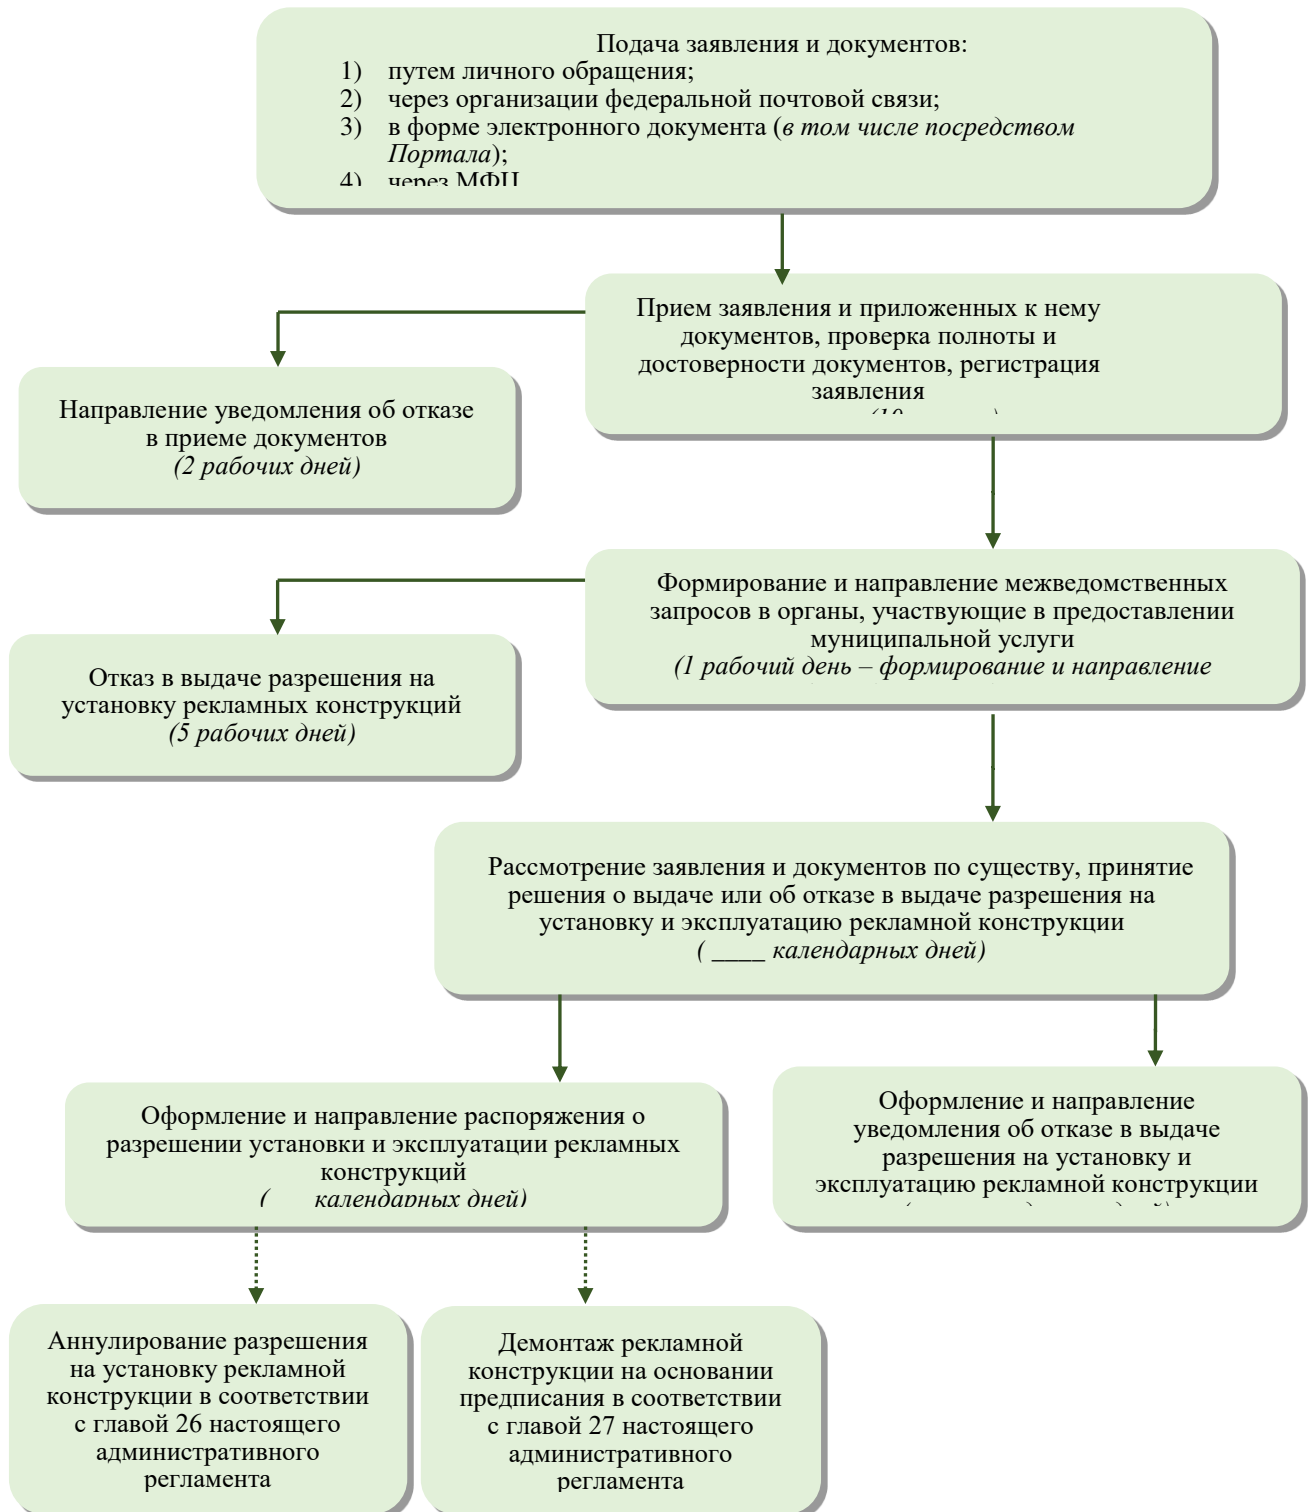 Подача заявления и документов:
1) путем личного обращения;
2) через организации федеральной почтовой связи;
3) в форме электронного документа (в том числе посредством
Портала);
4) через МФЦ
Прием заявления и приложенных к нему
документов, проверка полноты и
достоверности документов, регистрация
заявления
Направление уведомления об отказе
в приеме документов
(2 рабочих дней)
Формирование и направление межведомственных
запросов в органы, участвующие в предоставлении
муниципальной услуги
(1 рабочий день – формирование и направление
Отказ в выдаче разрешения на
установку рекламных конструкций
(5 рабочих дней)
Рассмотрение заявления и документов по существу, принятие
решения о выдаче или об отказе в выдаче разрешения на
установку и эксплуатацию рекламной конструкции
( ____ календарных дней)
Оформление и направление распоряжения о
разрешении установки и эксплуатации рекламных
конструкций
( календарных дней)
Оформление и направление
уведомления об отказе в выдаче
разрешения на установку и
эксплуатацию рекламной конструкции
Аннулирование разрешения
на установку рекламной
конструкции в соответствии
с главой 26 настоящего
административного
регламента
Демонтаж рекламной
конструкции на основании
предписания в соответствии
с главой 27 настоящего
административного
регламента